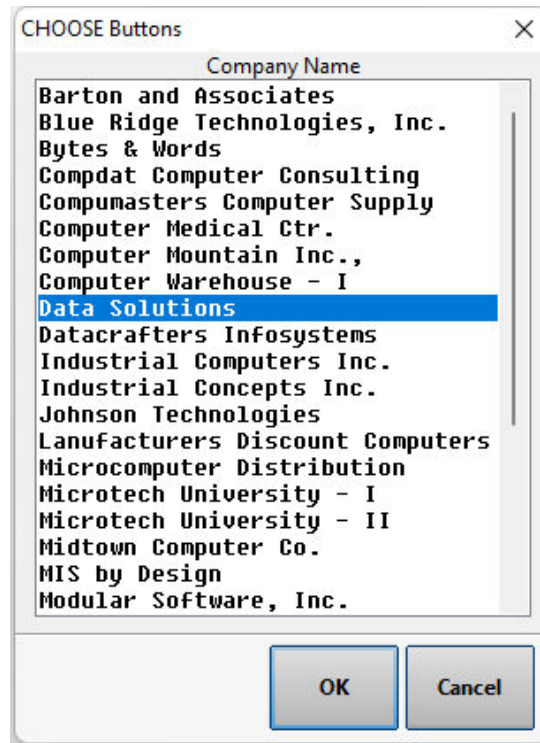 CHOOSE Buttons
Company Name
Barton and Associates
Blue Ridge Technologies, Inc.
Bytes & Words
Compdat Computer Consulting
Compumasters Computer Supply
Computer Medical Ctr.
Computer Mountain Inc.,
Computer Warehouse - I
Data Solutions
Datacrafters Infosystems
Industrial Computers Inc.
Industrial Concepts Inc.
Johnson Technologies
Lanufacturers Discount Computers
Microcomputer Distribution
Microtech University - I
Microtech University - II
Midtown Computer Co.
MIS by Design
Modular Software, Inc.
OK Cancel